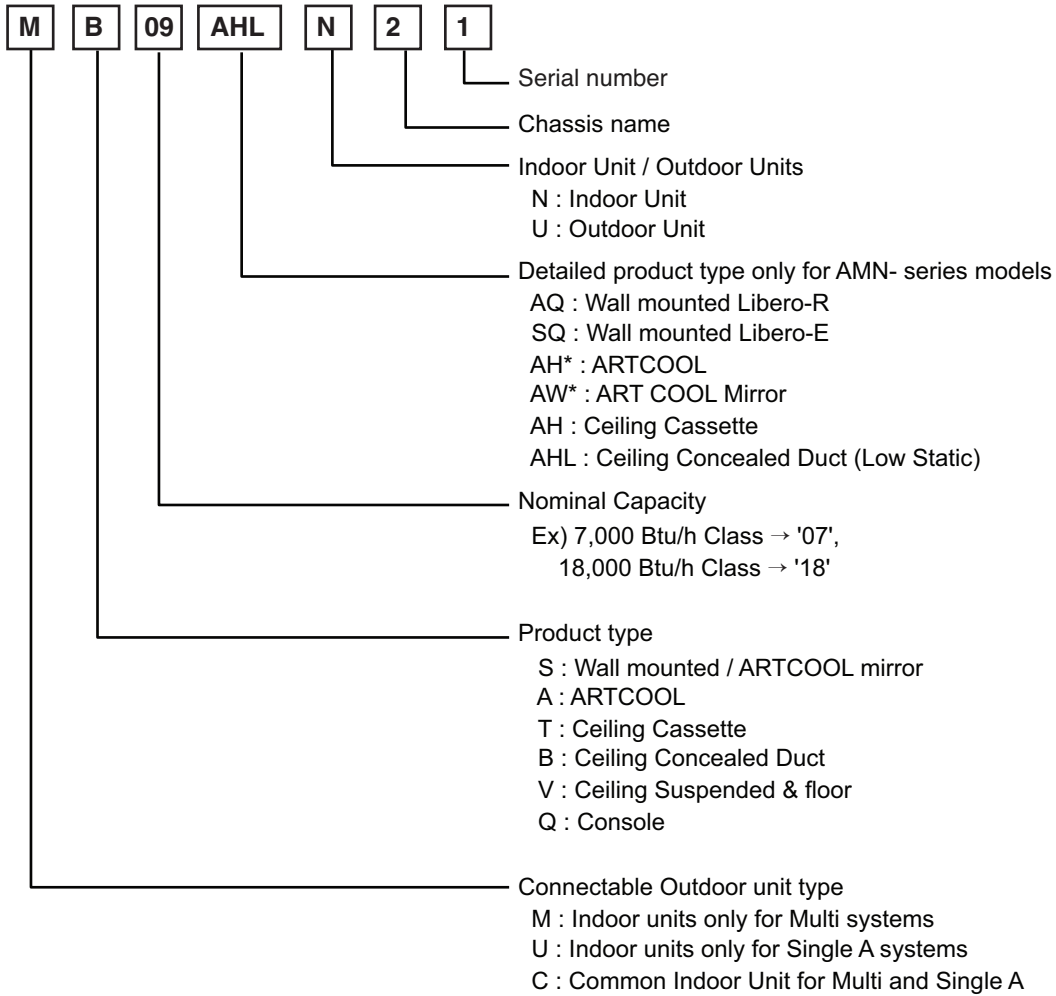 M B 09 AHL N 2 1
Serial number
Chassis name
Indoor Unit / Outdoor Units
N : Indoor Unit
U : Outdoor Unit
Detailed product type only for AMN- series models
AQ : Wall mounted Libero-R
SQ : Wall mounted Libero-E
AH* : ARTCOOL
AW* : ART COOL Mirror
AH : Ceiling Cassette
AHL : Ceiling Concealed Duct (Low Static)
Nominal Capacity
Ex) 7,000 Btu/h Class → '07',
18,000 Btu/h Class → '18'
Product type
S : Wall mounted / ARTCOOL mirror
A : ARTCOOL
T : Ceiling Cassette
B : Ceiling Concealed Duct
V : Ceiling Suspended & floor
Q : Console
Connectable Outdoor unit type
M : Indoor units only for Multi systems
U : Indoor units only for Single A systems
C : Common Indoor Unit for Multi and Single A